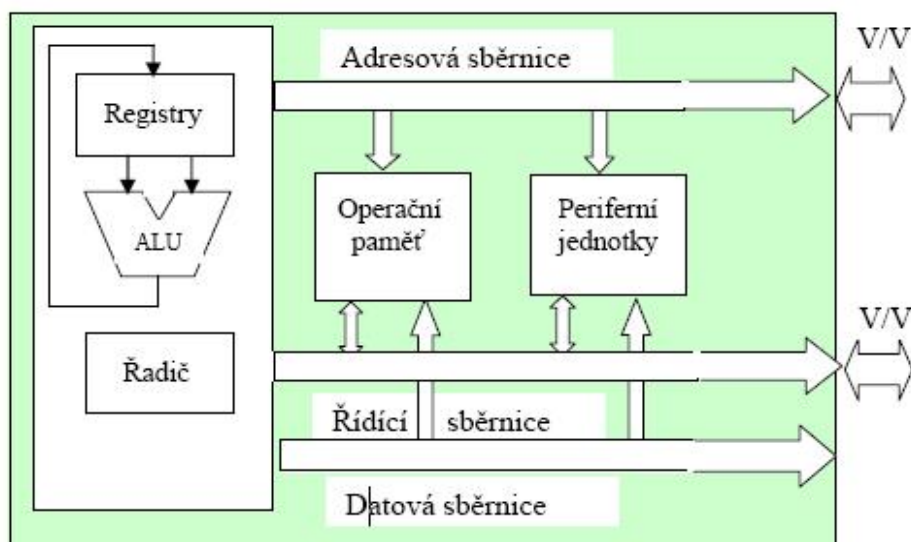 Adresová sběrnice
V/V
Registry
ALU
Operační
paměť
Periferní
jednotky
V/V
Řadič
Řídící sběrnice
Datová sběrnice